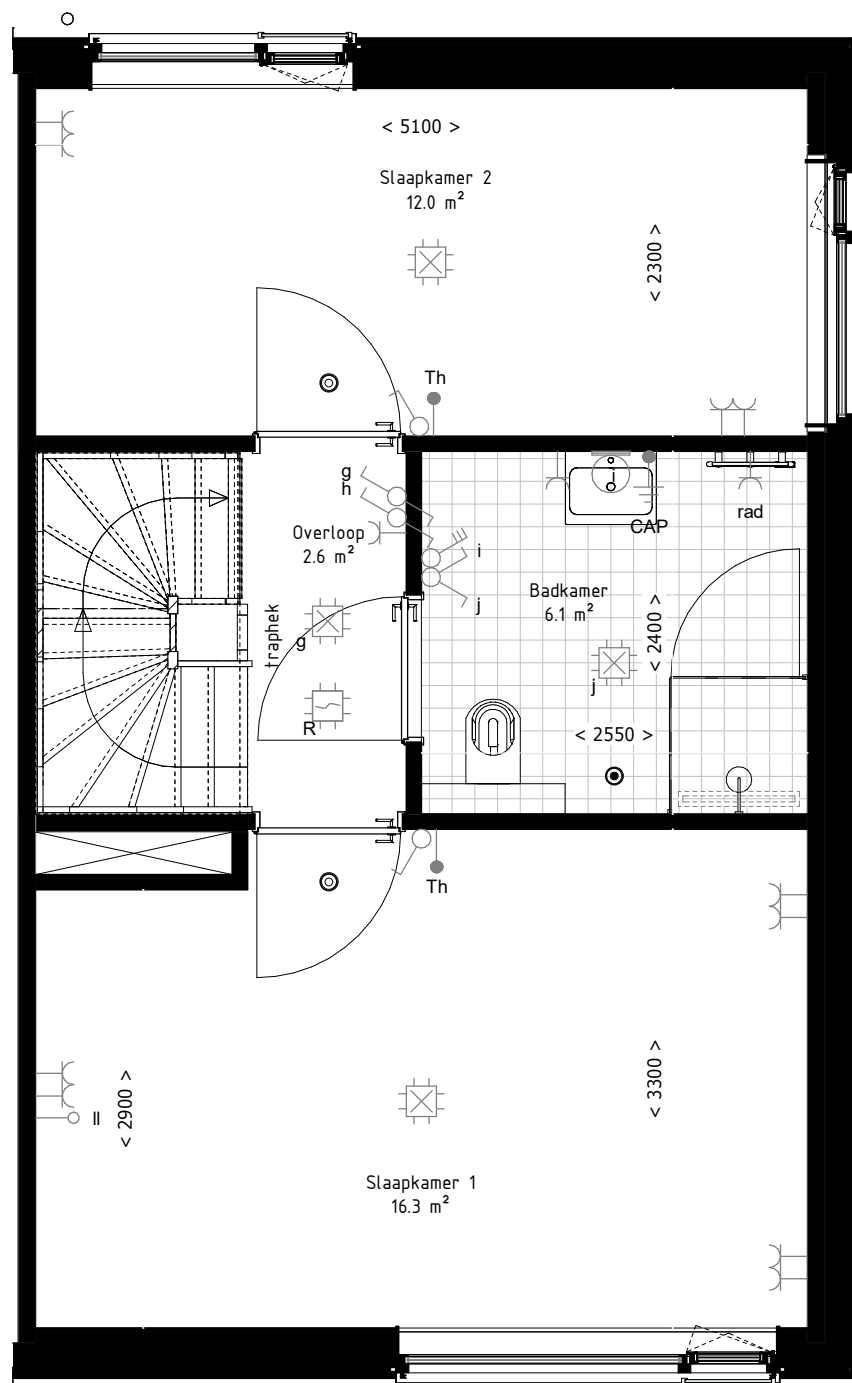 < 5100 >
Slaapkamer 2
12.0 m²
< 2300 >
Th
g
h
Overloop
2.6 m²
i
CAP
rad
i
j
Badkamer
6.1 m²
< 2400 >
traphek
g
j
R
< 2550 >
Th
< 2900 >
II
< 3300 >
Slaapkamer 1
16.3 m²